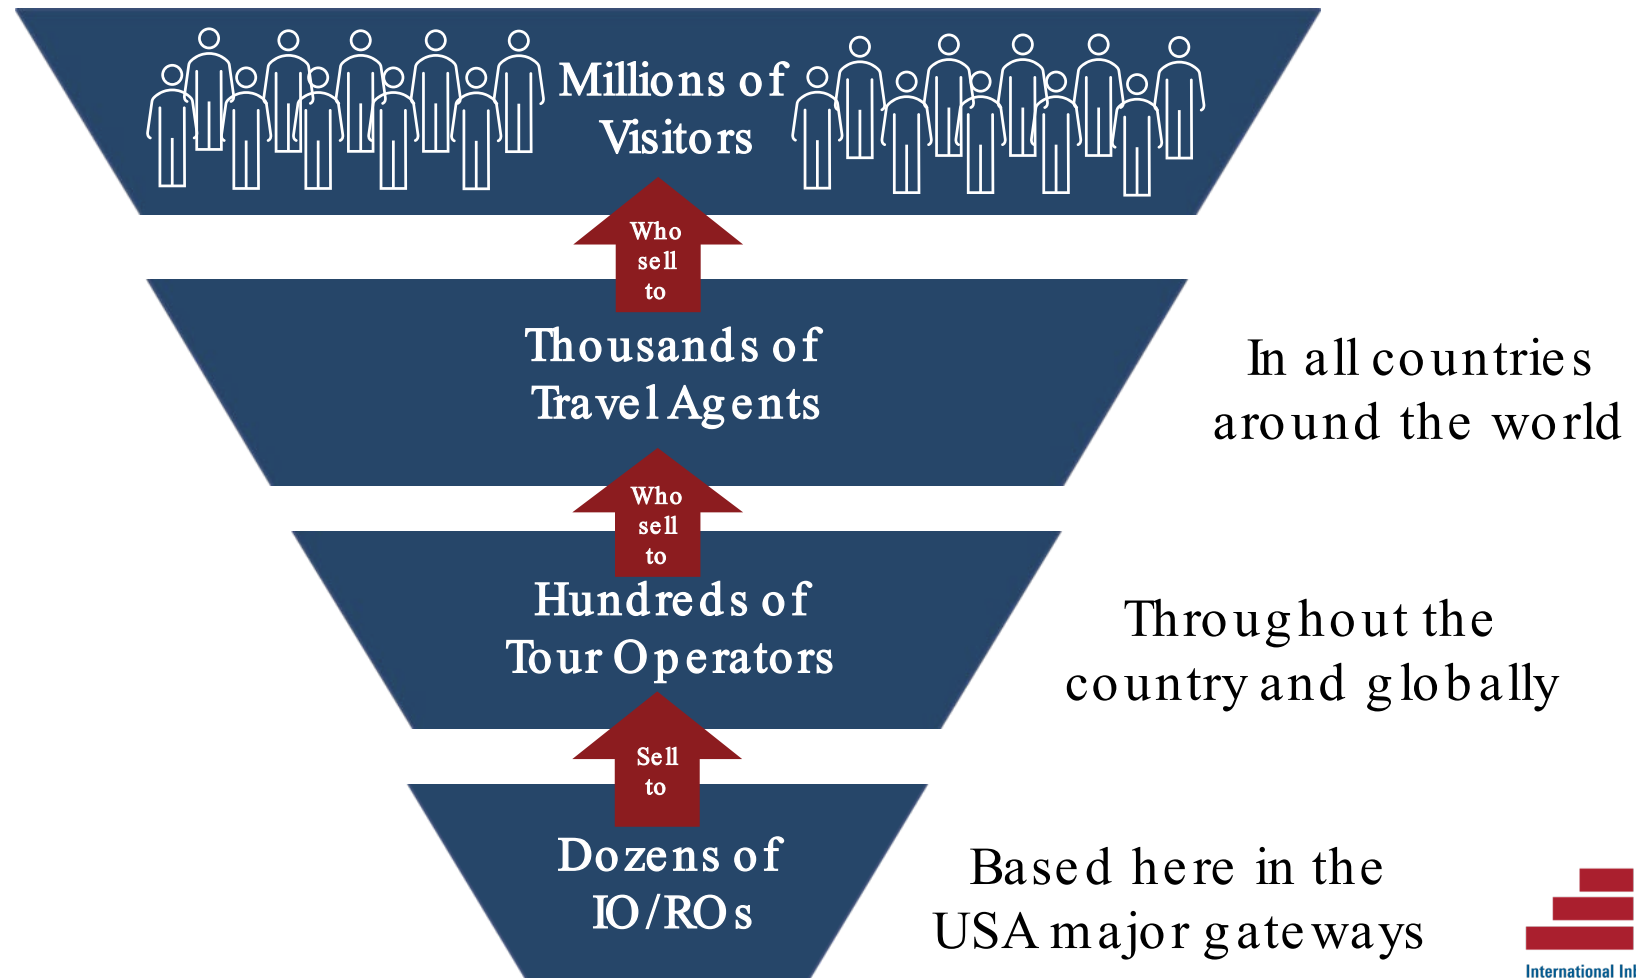 Millions of
Visitors
Who
sell
to
Thousands of
Travel Agents
In all countries
around the world
Who
sell
to
Hundreds of
Tour Operators
Throughout the
country and globally
Sell
to
Dozens of
IO/ROs
Based here in the
USA major gateways
International